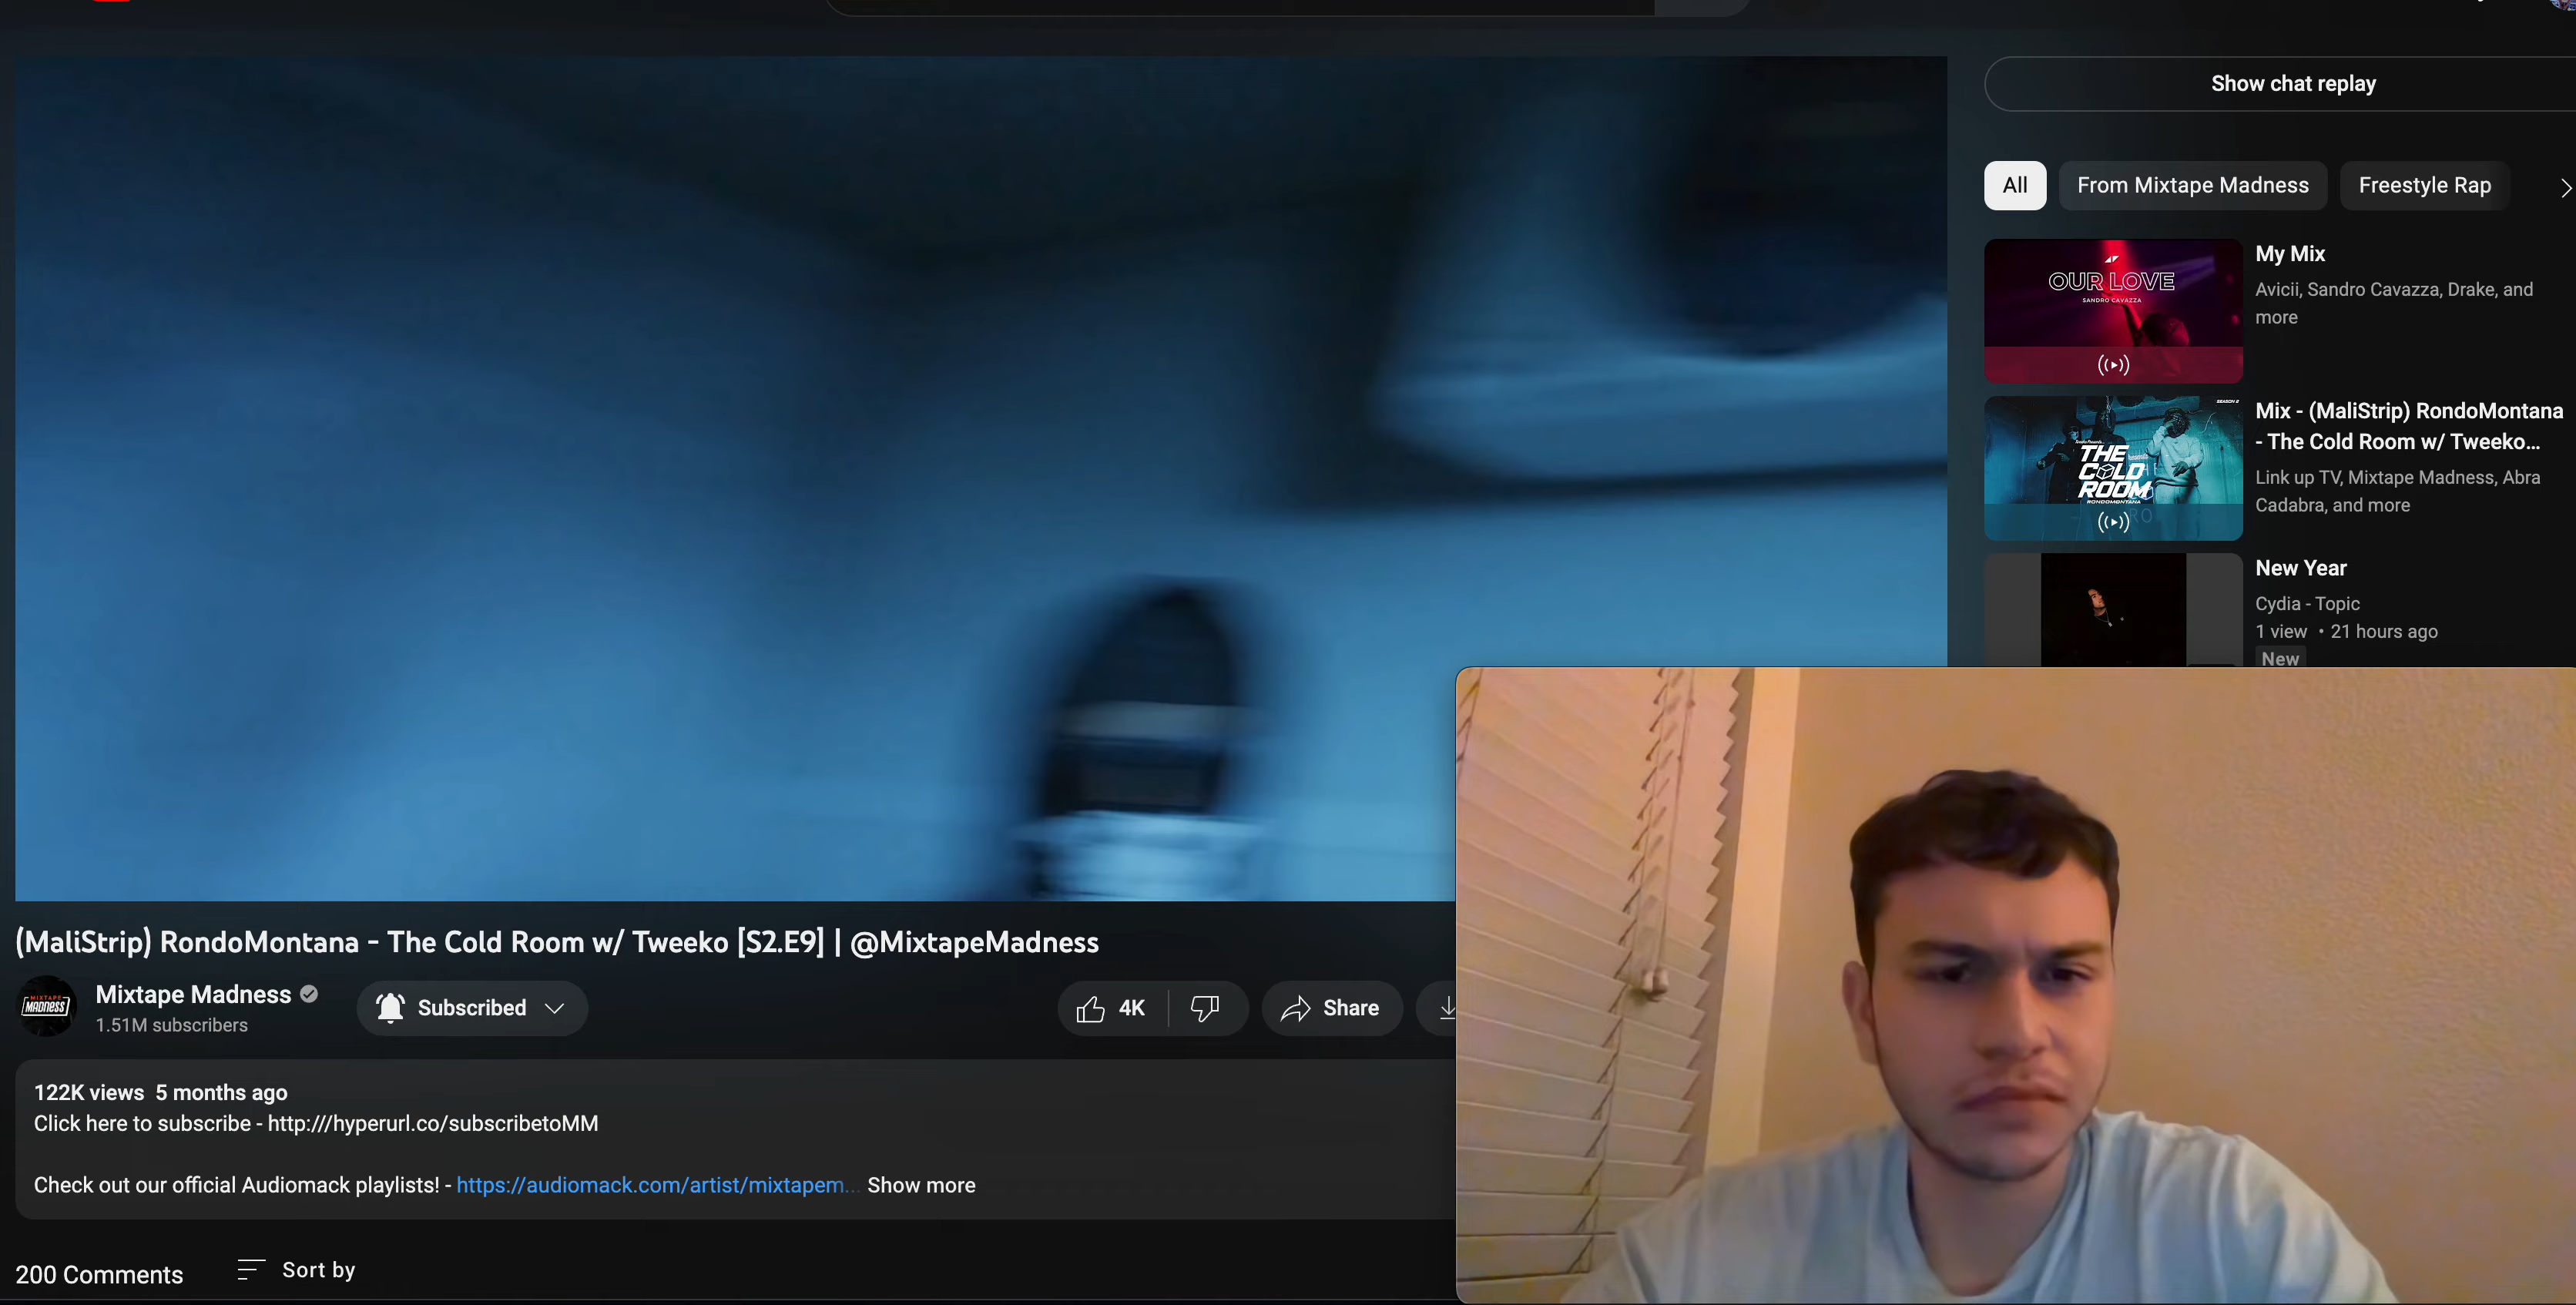 Show chat replay
All
From Mixtape Madness
Freestyle Rap
OUR LOVE
SANDRO CAVAZZA
My Mix
Avicii, Sandro Cavazza, Drake, and
more
SEASON 2
THE
COLD
ROOM
RONDOMONTANA
Mix - (MaliStrip) RondoMontana
- The Cold Room w/ Tweeko...
Link up TV, Mixtape Madness, Abra
Cadabra, and more
New Year
Cydia - Topic
1 view • 21 hours ago
New
(MaliStrip) RondoMontana - The Cold Room w/ Tweeko [S2.E9] | @MixtapeMadness
MIXTAPE
MADNESS
Mixtape Madness
1.51M subscribers
Subscribed
4K
Share
122K views 5 months ago
Click here to subscribe - http:///hyperurl.co/subscribetoMM
Check out our official Audiomack playlists! - https://audiomack.com/artist/mixtapem... Show more
200 Comments
Sort by